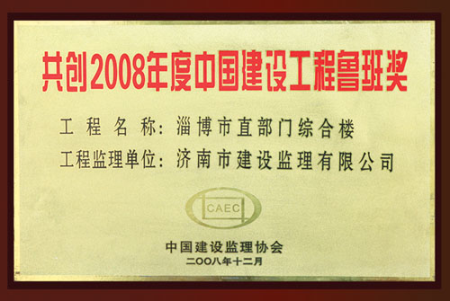 共创2008年度中国建设工程鲁班奖
工程名称：淄博市直部门综合楼
工程监理单位：济南市建设监理有限公司
CAEC
中国建设监理协会
二〇〇八年十二月